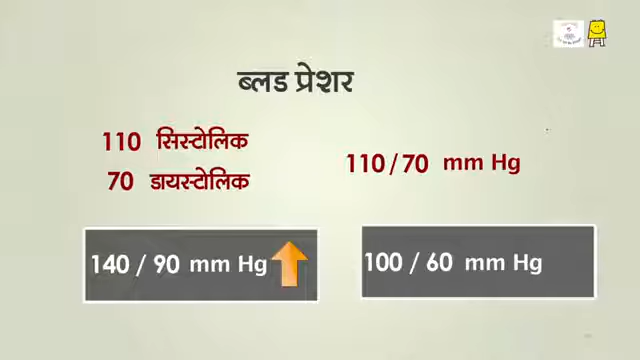 ब्लड प्रेशर
110 सिस्टोलिक
70 डायस्टोलिक
110 / 70 mm Hg
140 / 90 mm Hg
100 / 60 mm Hg